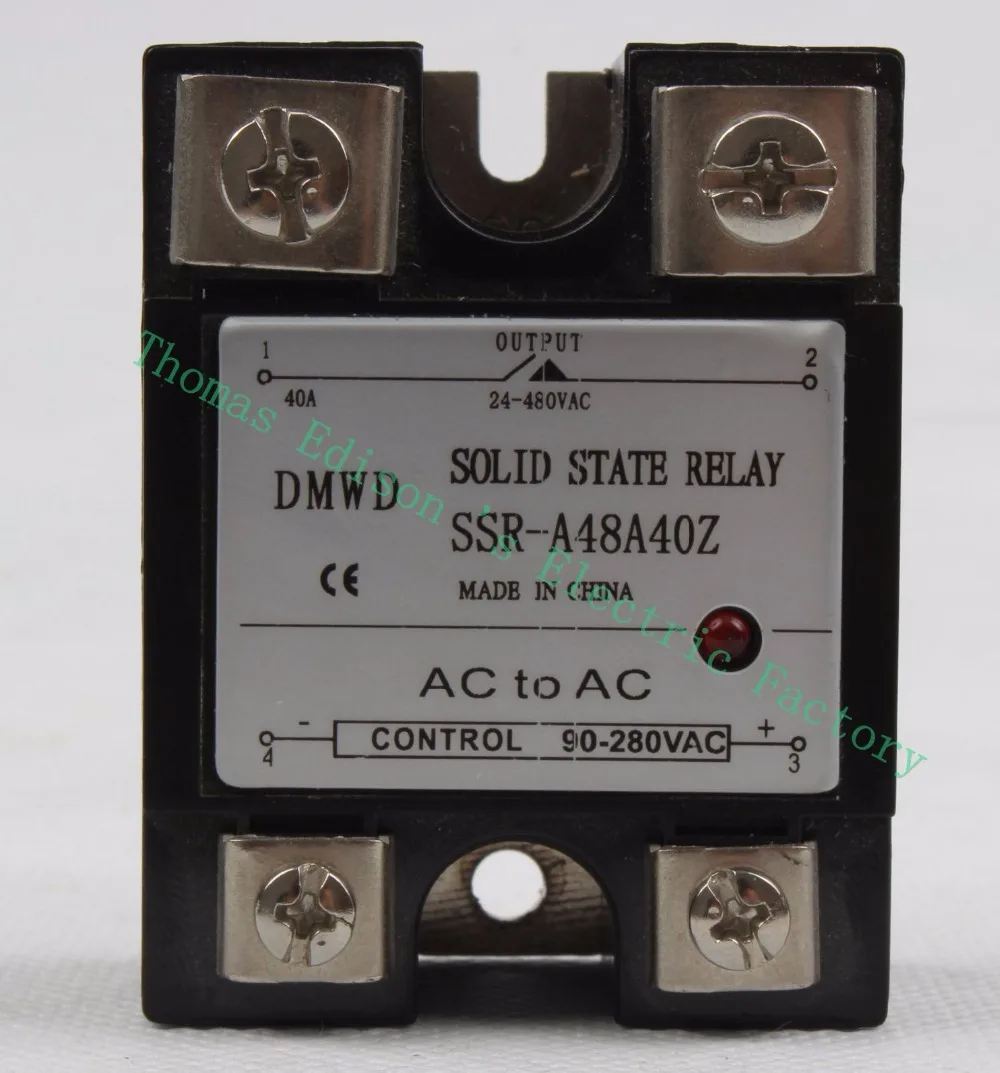 OUTPUT
1 2
40A 24-480VAC
SOLID STATE RELAY
DMWD
SSR-A48A40Z
CE
MADE IN CHINA
AC to AC
- +
CONTROL 90-280VAC
4 3
Thomas Edison's Electric Factory